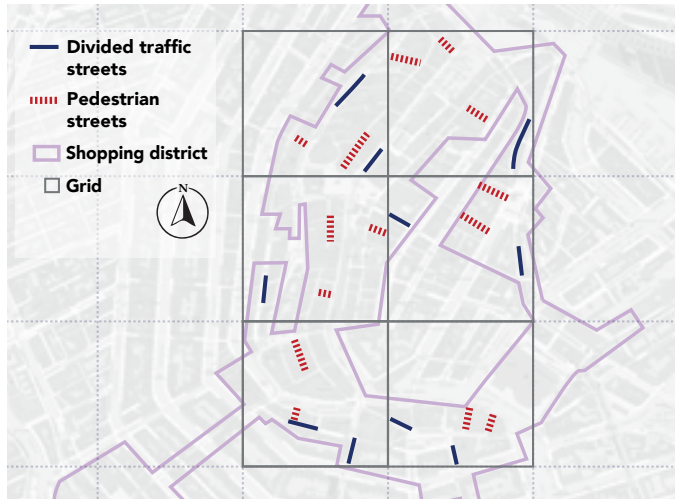 Divided traffic
streets
Pedestrian
streets
Shopping district
Grid
N